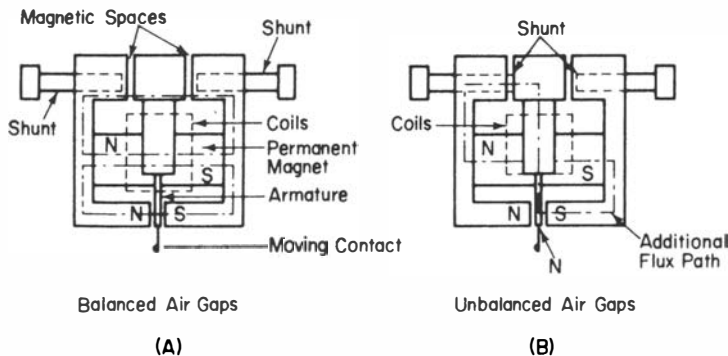 Magnetic Spaces
Shunt
Shunt
Coils
Permanent
Magnet
Armature
Moving Contact
N
S
N
S
Balanced Air Gaps
(A)
Shunt
Coils
N
S
N
S
N
Additional
Flux Path
Unbalanced Air Gaps
(B)